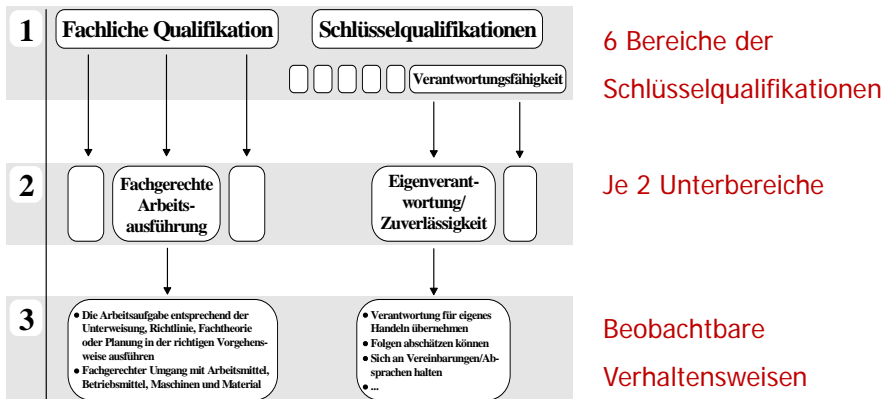 1
Fachliche Qualifikation
Schlüsselqualifikationen
Verantwortungsfähigkeit
6 Bereiche der
Schlüsselqualifikationen
2
Fachgerechte
Arbeits-
ausführung
Eigenverant-
wortung/
Zuverlässigkeit
Je 2 Unterbereiche
3
• Die Arbeitsaufgabe entsprechend der
Unterweisung, Richtlinie, Fachtheorie
oder Planung in der richtigen Vorgehens-
weise ausführen
• Fachgerechter Umgang mit Arbeitsmittel,
Betriebsmittel, Maschinen und Material
• Verantwortung für eigenes
Handeln übernehmen
• Folgen abschätzen können
• Sich an Vereinbarungen/Ab-
sprachen halten
• ...
Beobachtbare
Verhaltensweisen